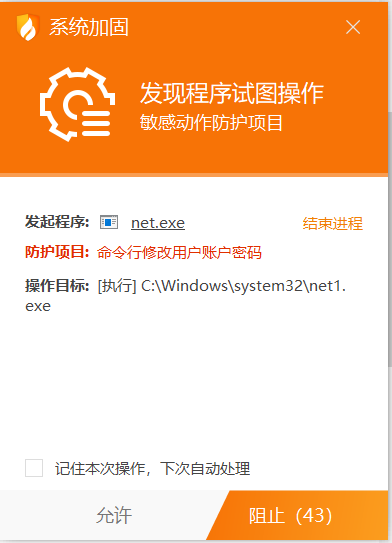 系统加固
发现程序试图操作
敏感动作防护项目
发起程序: net.exe 结束进程
防护项目: 命令行修改用户账户密码
操作目标: [执行] C:\Windows\system32\net1.
exe
记住本次操作，下次自动处理
允许 阻止（43）